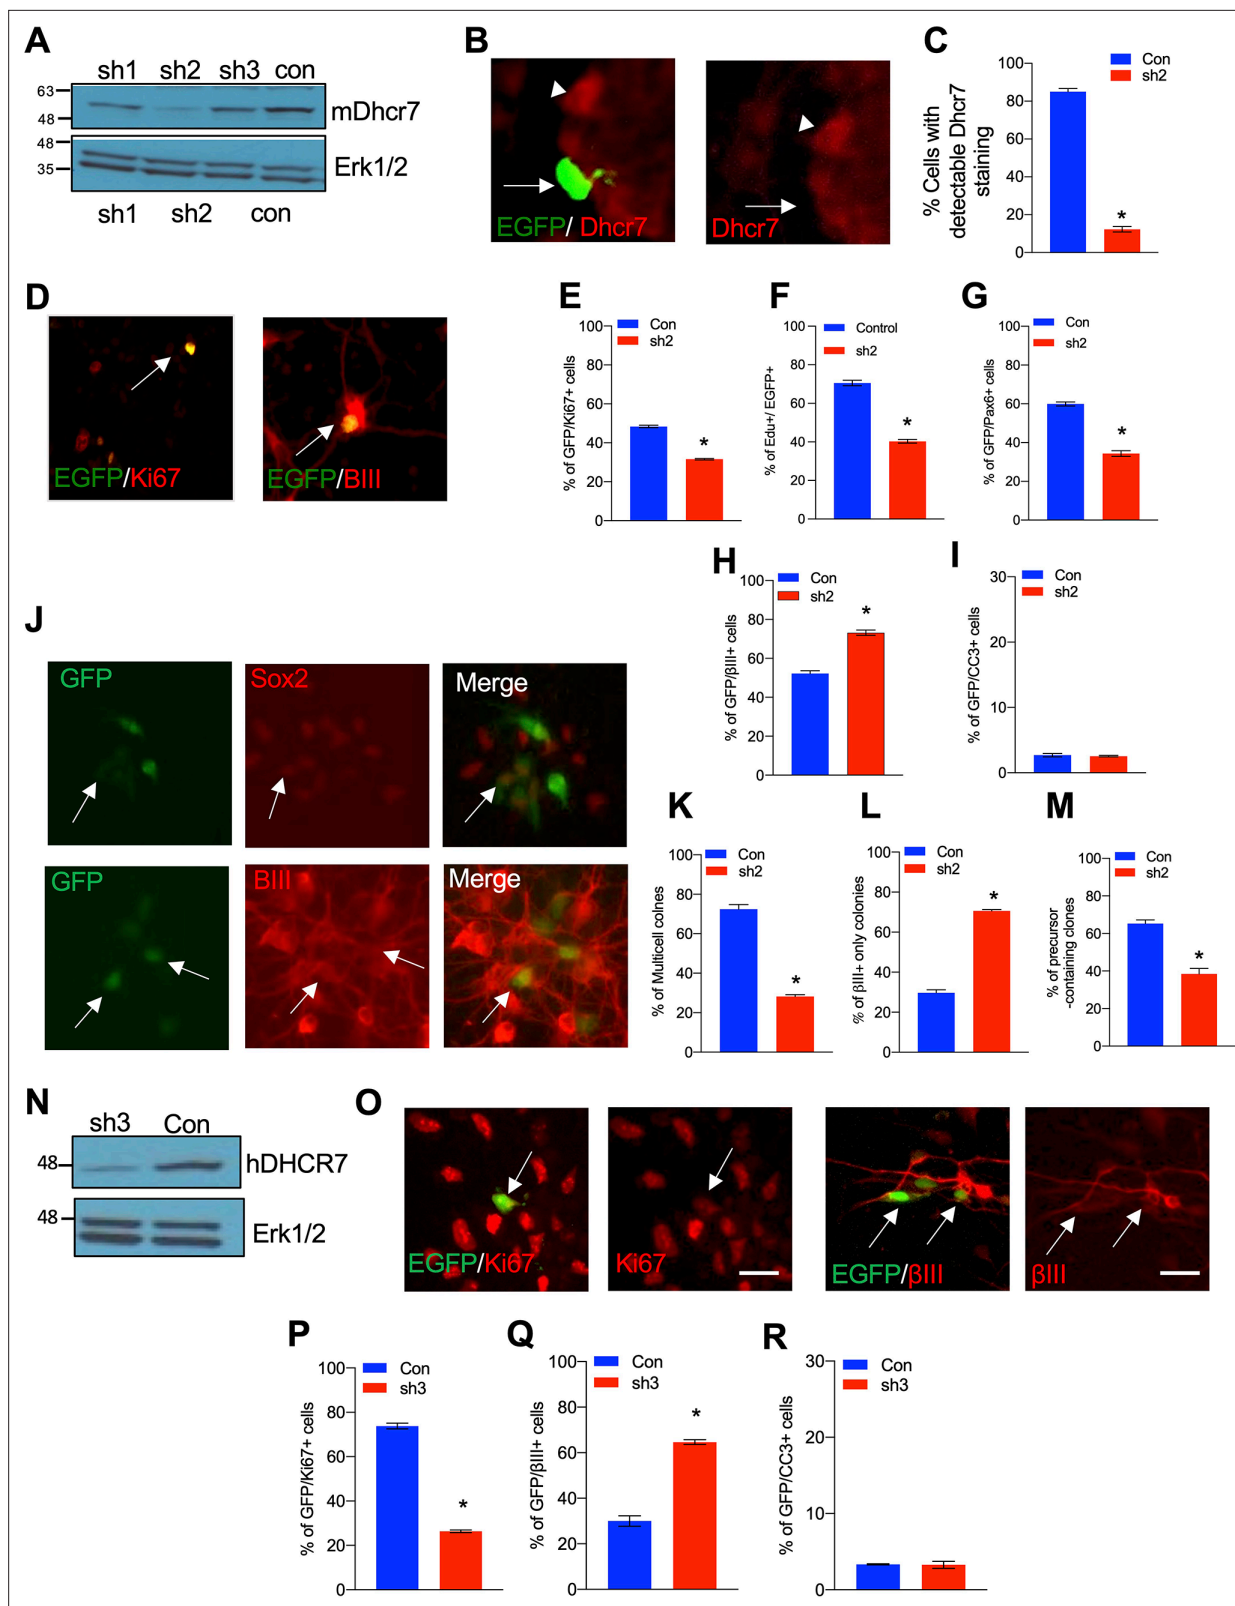 A
sh1 sh2 sh3 con
63
48
mDhcr7
48
35
Erk1/2
sh1 sh2 con
B
EGFP/ Dhcr7
Dhcr7
C
Con
sh2
% Cells with
detectable Dhcr7
staining
100
80
60
40
20
0
*
D
EGFP/Ki67
EGFP/BIII
E
Con
sh2
% of GFP/Ki67+ cells
100
80
60
40
20
0
*
F
Control
sh2
% of Edu+/ EGFP+
100
80
60
40
20
0
*
G
Con
sh2
% of GFP/Pax6+ cells
100
80
60
40
20
0
*
H
Con
sh2
% of GFP/βIII+ cells
100
80
60
40
20
0
*
I
Con
sh2
% of GFP/CC3+ cells
30
20
10
0
J
GFP
Sox2
Merge
GFP
BIII
Merge
K
Con
sh2
% of Multicell colnes
100
80
60
40
20
0
*
L
Con
sh2
% of βIII+ only colonies
100
80
60
40
20
0
*
M
Con
sh2
% of precursor
-containing clones
100
80
60
40
20
0
*
N
sh3 Con
48
hDHCR7
48
Erk1/2
O
EGFP/Ki67
Ki67
EGFP/βIII
βIII
P
Con
sh3
% of GFP/Ki67+ cells
100
80
60
40
20
0
*
Q
Con
sh3
% of GFP/βIII+ cells
100
80
60
40
20
0
*
R
Con
sh3
% of GFP/CC3+ cells
30
20
10
0